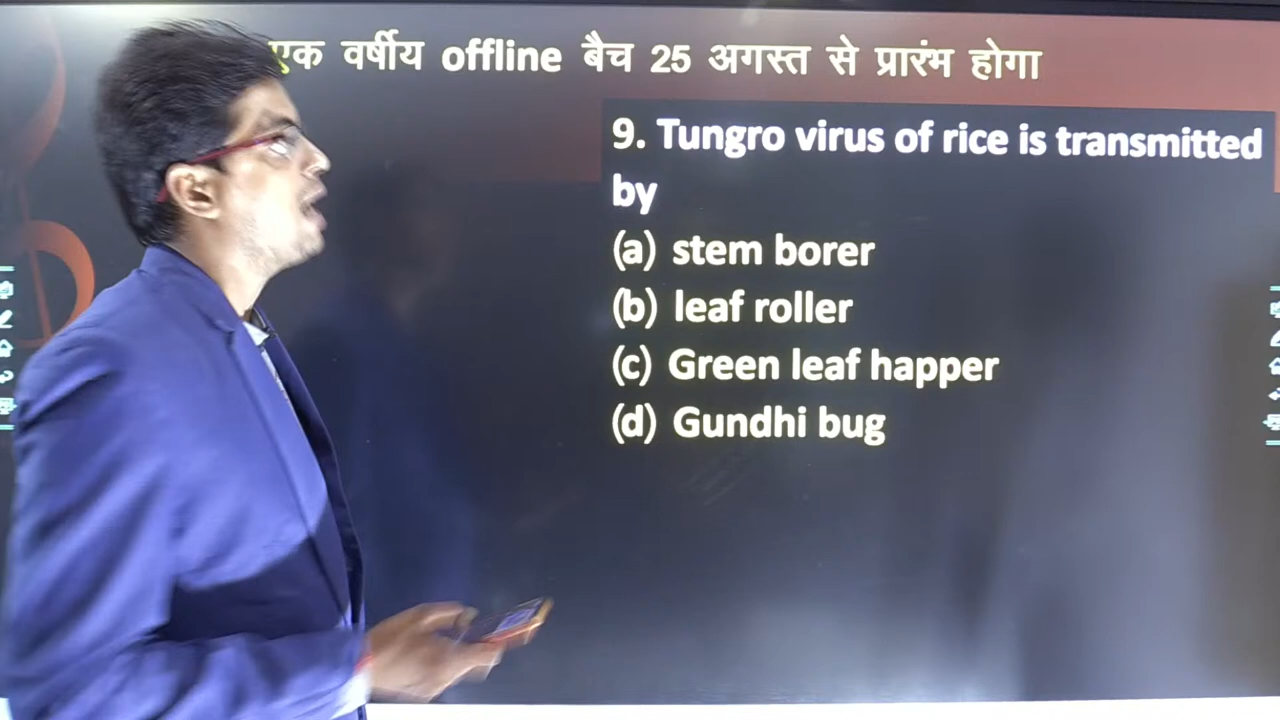 एक वर्षीय offline बैच 25 अगस्त से प्रारंभ होगा
9. Tungro virus of rice is transmitted
by
(a) stem borer
(b) leaf roller
(c) Green leaf happer
(d) Gundhi bug